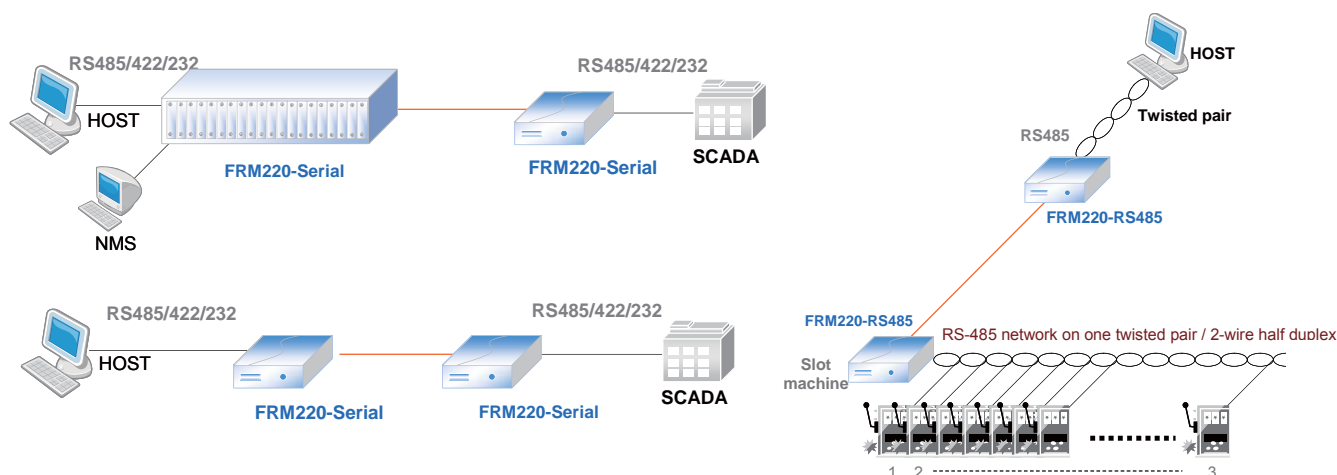 RS485/422/232
HOST
FRM220-Serial
NMS
RS485/422/232
FRM220-Serial
SCADA
RS485/422/232
HOST
FRM220-Serial
RS485/422/232
FRM220-Serial
SCADA
HOST
Twisted pair
RS485
FRM220-RS485
FRM220-RS485
RS-485 network on one twisted pair / 2-wire half duplex
Slot
machine
1 2 3